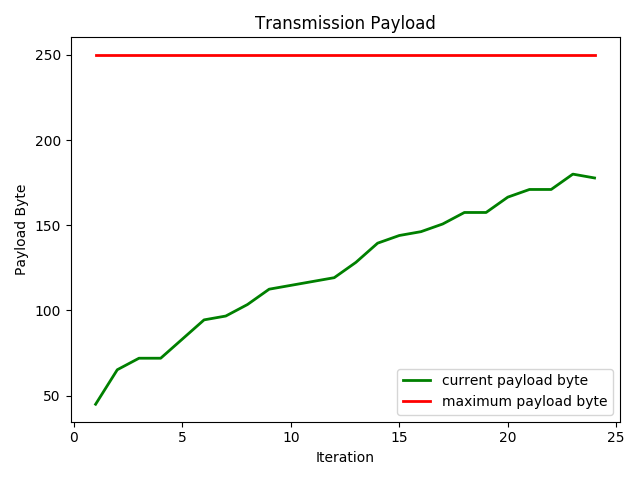 Transmission Payload
250
200
150
100
50
Payload Byte
0
5
10
15
20
25
Iteration
current payload byte
maximum payload byte